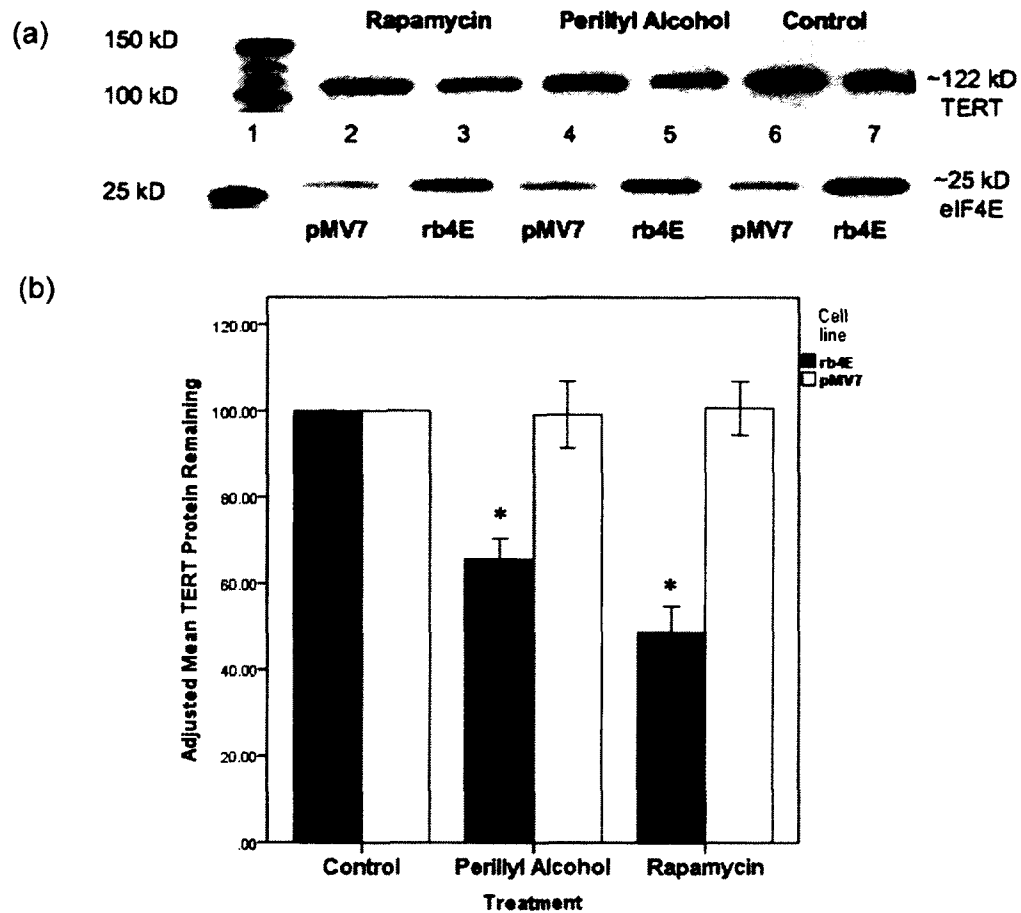 (a)
Rapamycin Perillyl Alcohol Control
150 kD
100 kD
~122 kD
TERT
1 2 3 4 5 6 7
25 kD
~25 kD
eIF4E
pMV7 rb4E pMV7 rb4E pMV7 rb4E
(b)
Cell
line
rb4E
pMV7
Adjusted Mean TERT Protein Remaining
120.00
100.00
80.00
60.00
40.00
20.00
.00
*
*
Control Perillyl Alcohol Rapamycin
Treatment